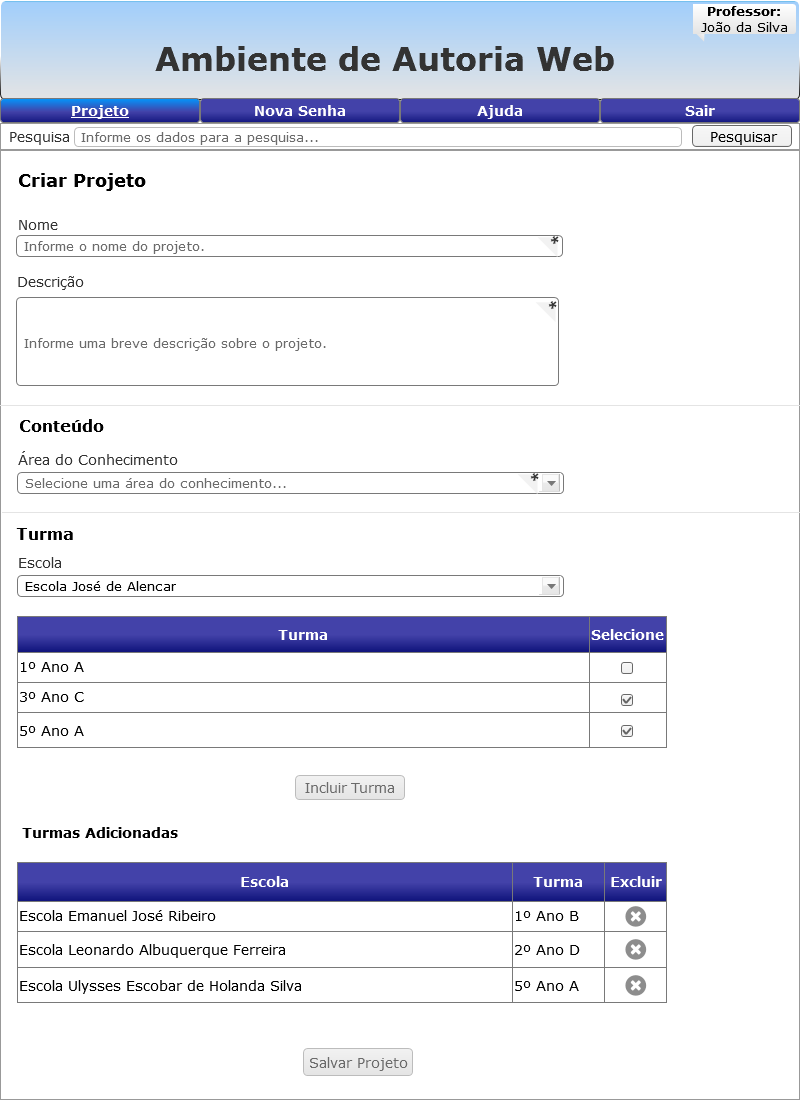 Professor:
João da Silva
Ambiente de Autoria Web
Projeto Nova Senha Ajuda Sair
Pesquisa Informe os dados para a pesquisa... Pesquisar
Criar Projeto
Nome
Informe o nome do projeto. *
Descrição
*
Informe uma breve descrição sobre o projeto.
Conteúdo
Área do Conhecimento
Selecione uma área do conhecimento... *
Turma
Escola
Escola José de Alencar
Turma Selecione
1º Ano A
3º Ano C
5º Ano A
Incluir Turma
Turmas Adicionadas
Escola Turma Excluir
Escola Emanuel José Ribeiro 1º Ano B
Escola Leonardo Albuquerque Ferreira 2º Ano D
Escola Ulysses Escobar de Holanda Silva 5º Ano A
Salvar Projeto